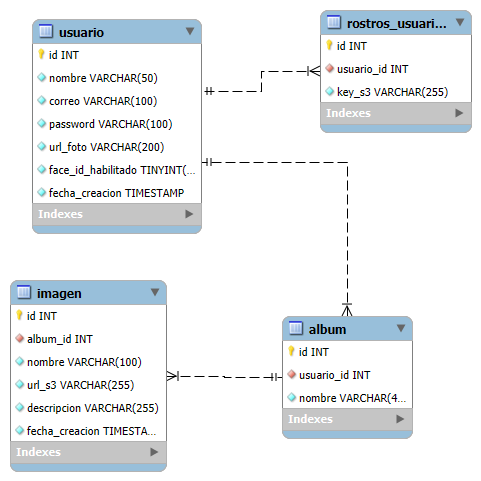 usuario
id INT
nombre VARCHAR(50)
correo VARCHAR(100)
password VARCHAR(100)
url_foto VARCHAR(200)
face_id_habilitado TINYINT(...
fecha_creacion TIMESTAMP
Indexes
rostros_usuari...
id INT
usuario_id INT
key_s3 VARCHAR(255)
Indexes
imagen
id INT
album_id INT
nombre VARCHAR(100)
url_s3 VARCHAR(255)
descripcion VARCHAR(255)
fecha_creacion TIMESTA...
Indexes
album
id INT
usuario_id INT
nombre VARCHAR(4...
Indexes